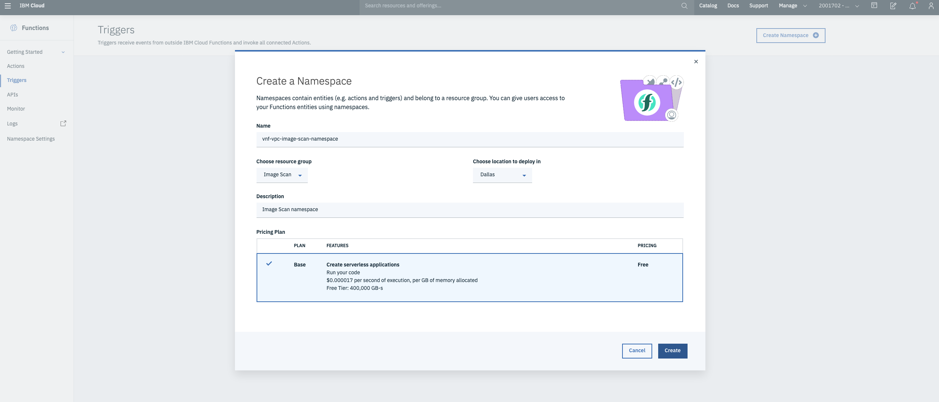 IBM Cloud
Search resources and offerings...
Catalog
Docs
Support
Manage
2001702 - ...
Functions
Getting Started
Actions
Triggers
APIs
Monitor
Logs
Namespace Settings
Triggers
Triggers receive events from outside IBM Cloud Functions and invoke all connected Actions.
Create Namespace
Create a Namespace
Namespaces contain entities (e.g. actions and triggers) and belong to a resource group. You can give users access to
your Functions entities using namespaces.
Name
vnf-vpc-image-scan-namespace
Choose resource group
Choose location to deploy in
Image Scan
Dallas
Description
Image Scan namespace
Pricing Plan
PLAN FEATURES PRICING
Base Create serverless applications Free
Run your code
$0.000017 per second of execution, per GB of memory allocated
Free Tier: 400,000 GB-s
Cancel
Create